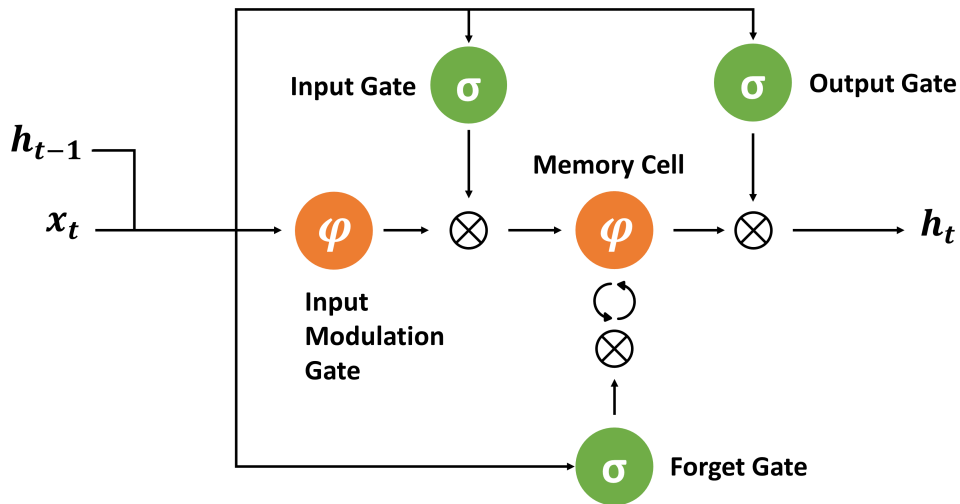 Input Gate
σ
σ
Output Gate
h_{t-1}
Memory Cell
x_t
φ
φ
h_t
Input
Modulation
Gate
σ
Forget Gate